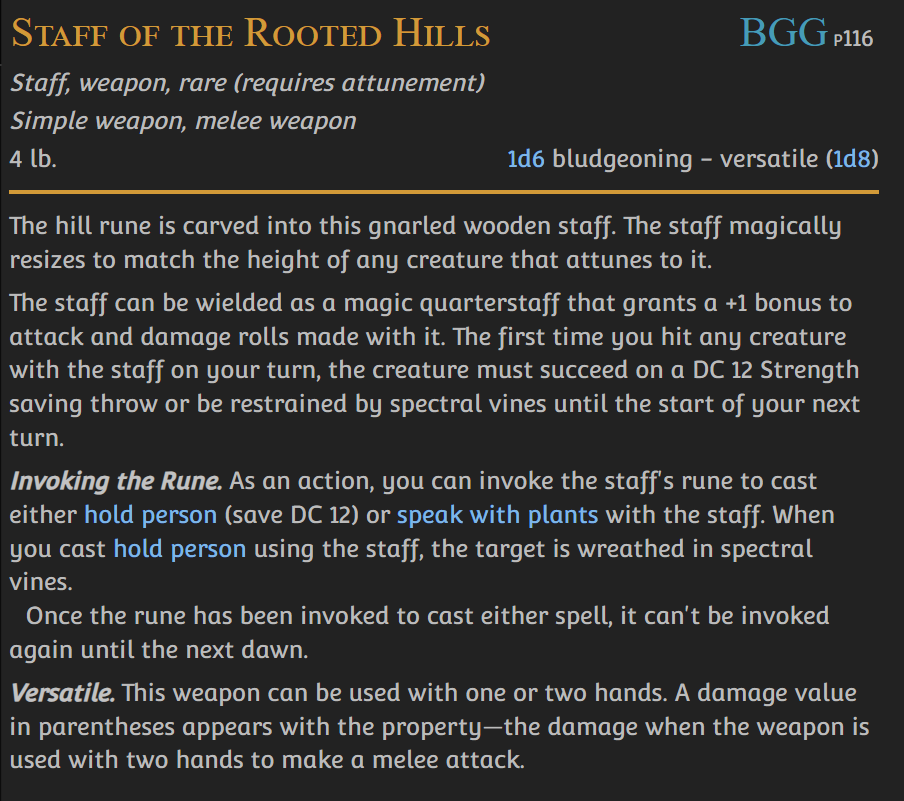 Staff of the Rooted Hills BGG P116
Staff, weapon, rare (requires attunement)
Simple weapon, melee weapon
4 lb. 1d6 bludgeoning – versatile (1d8)
The hill rune is carved into this gnarled wooden staff. The staff magically
resizes to match the height of any creature that attunes to it.
The staff can be wielded as a magic quarterstaff that grants a +1 bonus to
attack and damage rolls made with it. The first time you hit any creature
with the staff on your turn, the creature must succeed on a DC 12 Strength
saving throw or be restrained by spectral vines until the start of your next
turn.
Invoking the Rune. As an action, you can invoke the staff's rune to cast
either hold person (save DC 12) or speak with plants with the staff. When
you cast hold person using the staff, the target is wreathed in spectral
vines.
Once the rune has been invoked to cast either spell, it can't be invoked
again until the next dawn.
Versatile. This weapon can be used with one or two hands. A damage value
in parentheses appears with the property—the damage when the weapon is
used with two hands to make a melee attack.